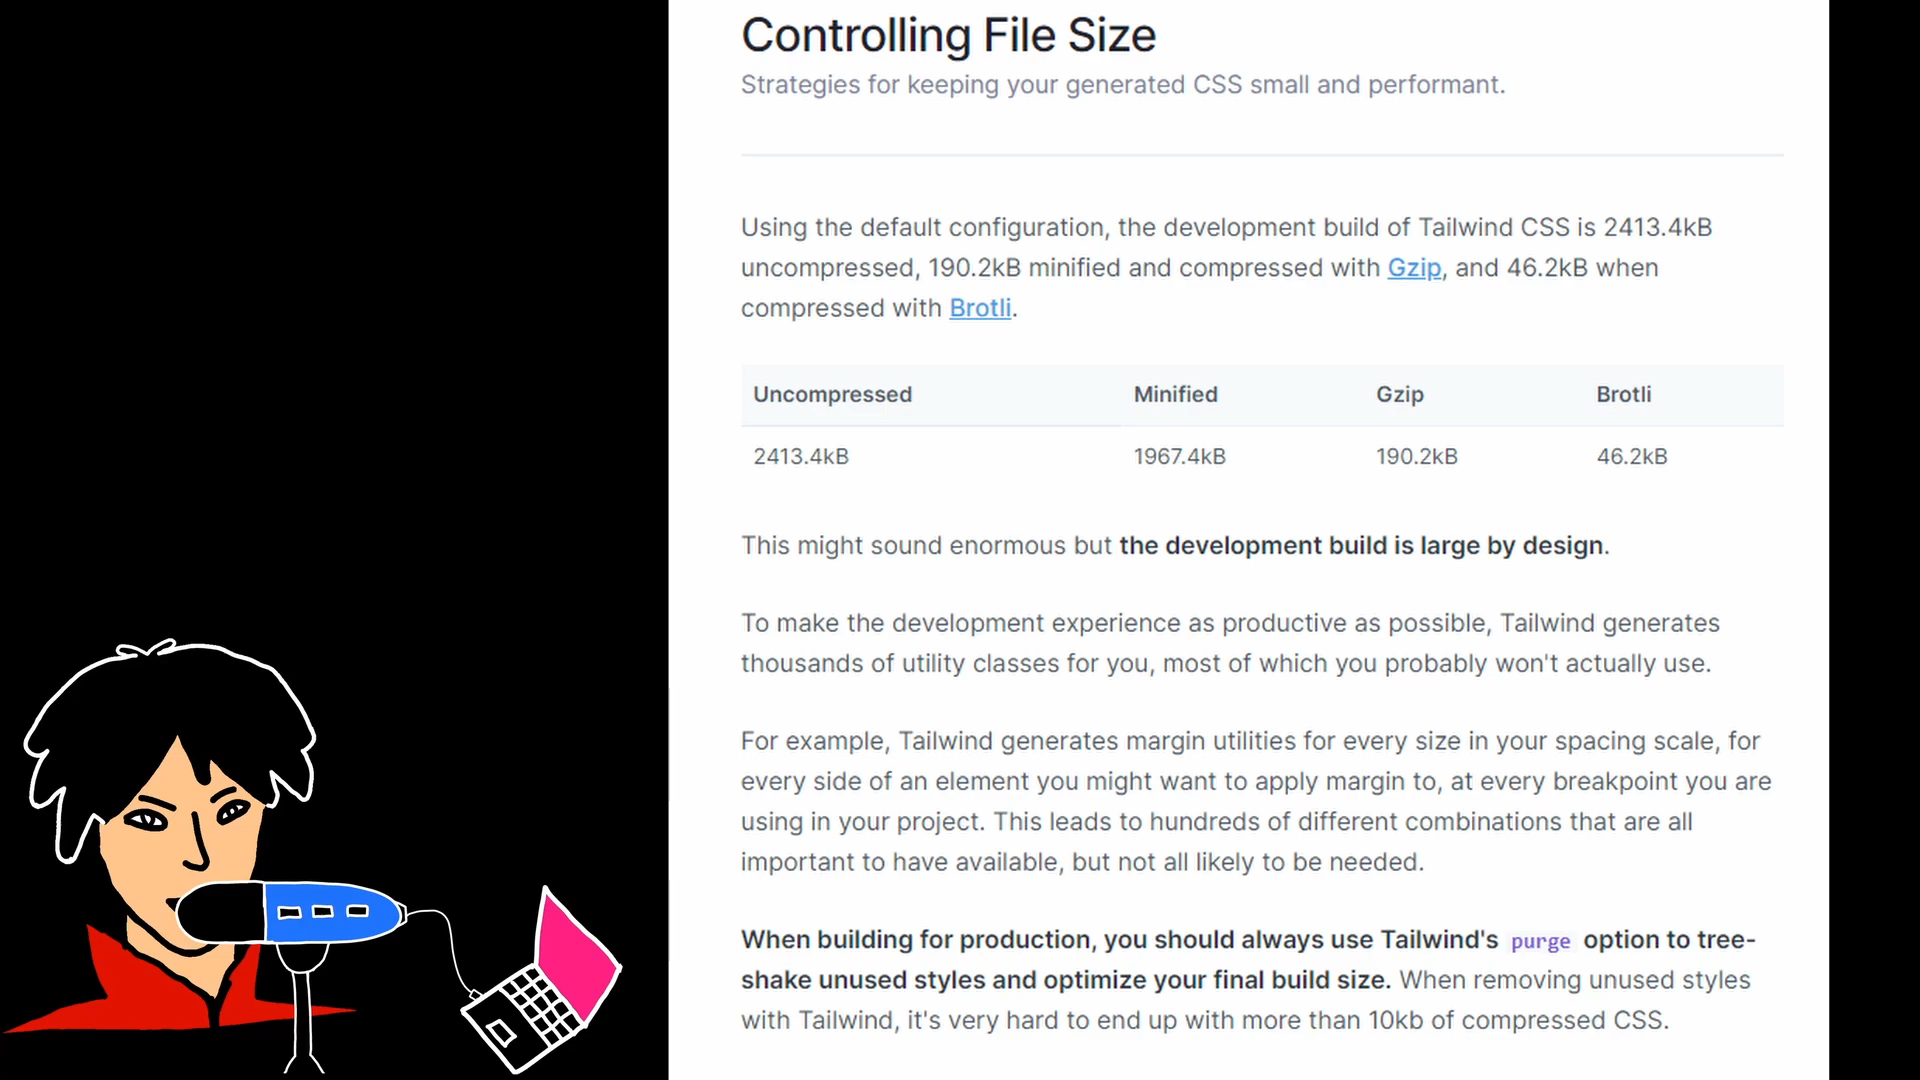 Controlling File Size
Strategies for keeping your generated CSS small and performant.
Using the default configuration, the development build of Tailwind CSS is 2413.4kB
uncompressed, 190.2kB minified and compressed with Gzip, and 46.2kB when
compressed with Brotli.
Uncompressed Minified Gzip Brotli
2413.4kB 1967.4kB 190.2kB 46.2kB
This might sound enormous but the development build is large by design.
To make the development experience as productive as possible, Tailwind generates
thousands of utility classes for you, most of which you probably won't actually use.
For example, Tailwind generates margin utilities for every size in your spacing scale, for
every side of an element you might want to apply margin to, at every breakpoint you are
using in your project. This leads to hundreds of different combinations that are all
important to have available, but not all likely to be needed.
When building for production, you should always use Tailwind's purge option to tree-
shake unused styles and optimize your final build size. When removing unused styles
with Tailwind, it's very hard to end up with more than 10kb of compressed CSS.